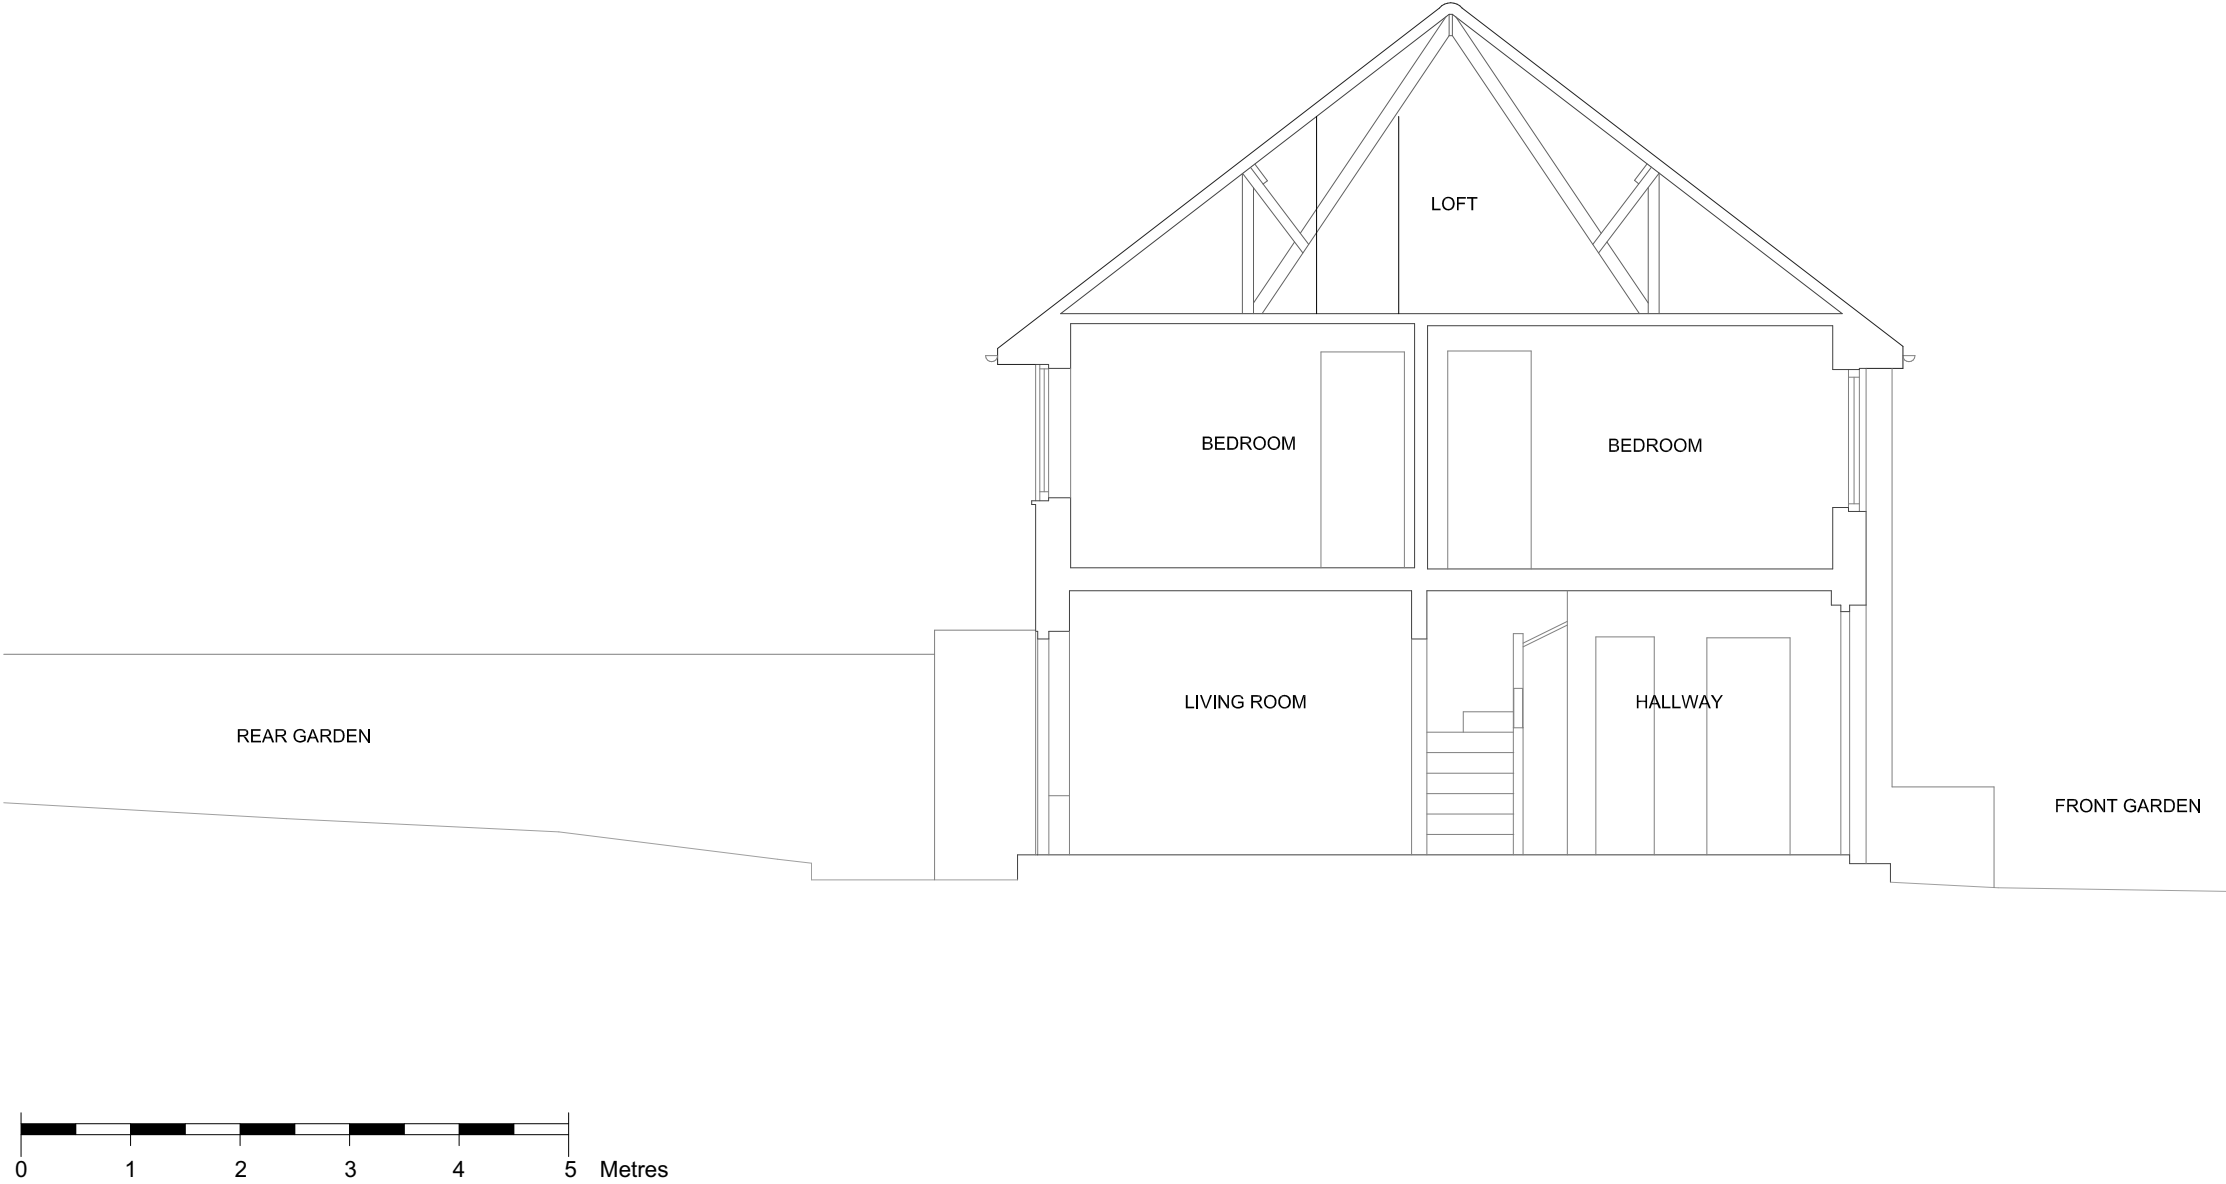 LOFT
BEDROOM
BEDROOM
LIVING ROOM
HALLWAY
REAR GARDEN
FRONT GARDEN
0 1 2 3 4 5 Metres